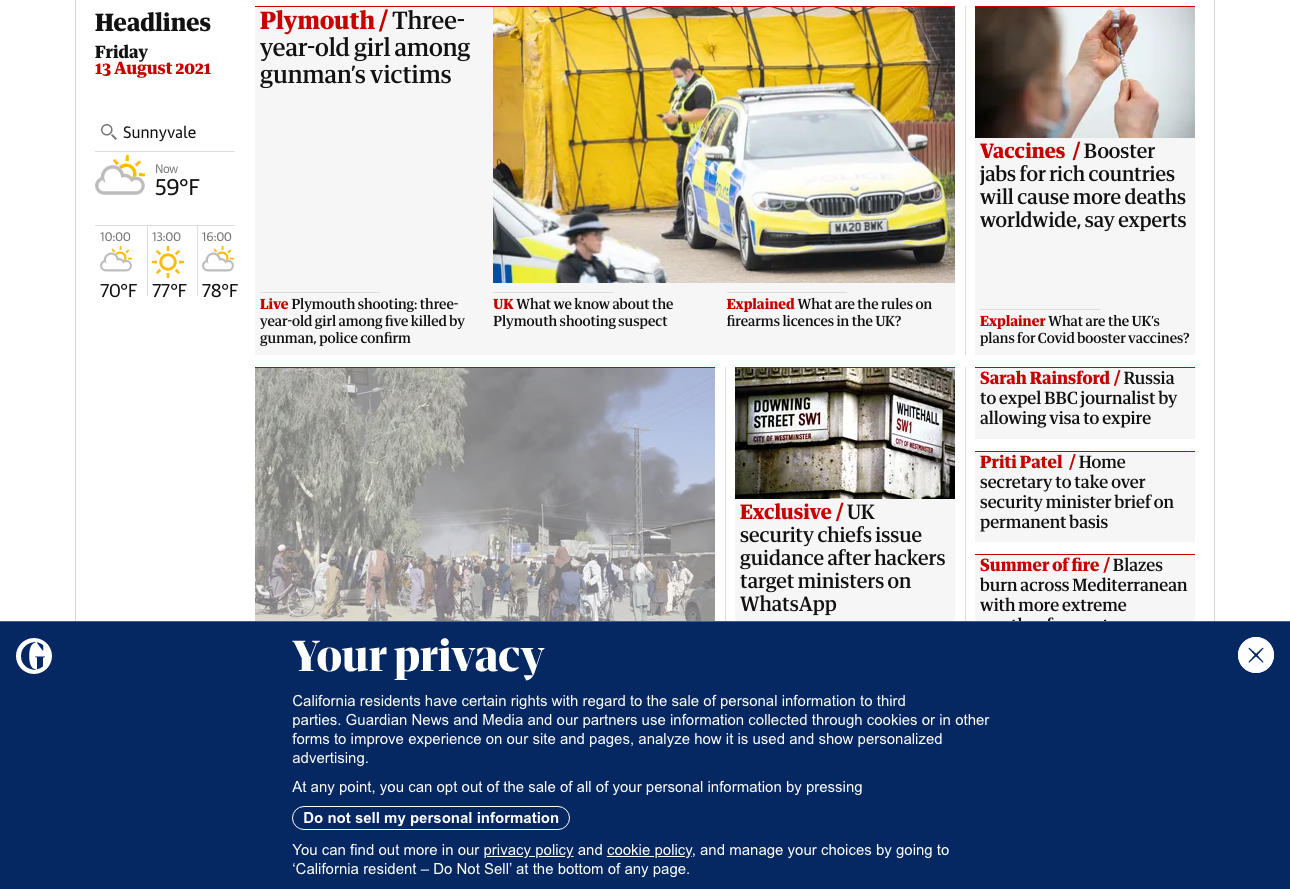 Headlines
Friday
13 August 2021
Sunnyvale
Now
59°F
10:00
13:00
16:00
70°F
77°F
78°F
Plymouth / Three-
year-old girl among
gunman's victims
POLICE
WA20 BWK
Live Plymouth shooting: three-
year-old girl among five killed by
gunman, police confirm
UK What we know about the
Plymouth shooting suspect
Explained What are the rules on
firearms licences in the UK?
Vaccines / Booster
jabs for rich countries
will cause more deaths
worldwide, say experts
Explainer What are the UK's
plans for Covid booster vaccines?
DOWNING
STREET SW1
CITY OF WESTMINSTER
WHITEHALL
SW1
CITY OF WESTMINSTER
Exclusive / UK
security chiefs issue
guidance after hackers
target ministers on
WhatsApp
Sarah Rainsford / Russia
to expel BBC journalist by
allowing visa to expire
Priti Patel / Home
secretary to take over
security minister brief on
permanent basis
Summer of fire / Blazes
burn across Mediterranean
with more extreme
Your privacy
California residents have certain rights with regard to the sale of personal information to third
parties. Guardian News and Media and our partners use information collected through cookies or in other
forms to improve experience on our site and pages, analyze how it is used and show personalized
advertising.
At any point, you can opt out of the sale of all of your personal information by pressing
Do not sell my personal information
You can find out more in our privacy policy and cookie policy, and manage your choices by going to
‘California resident – Do Not Sell’ at the bottom of any page.